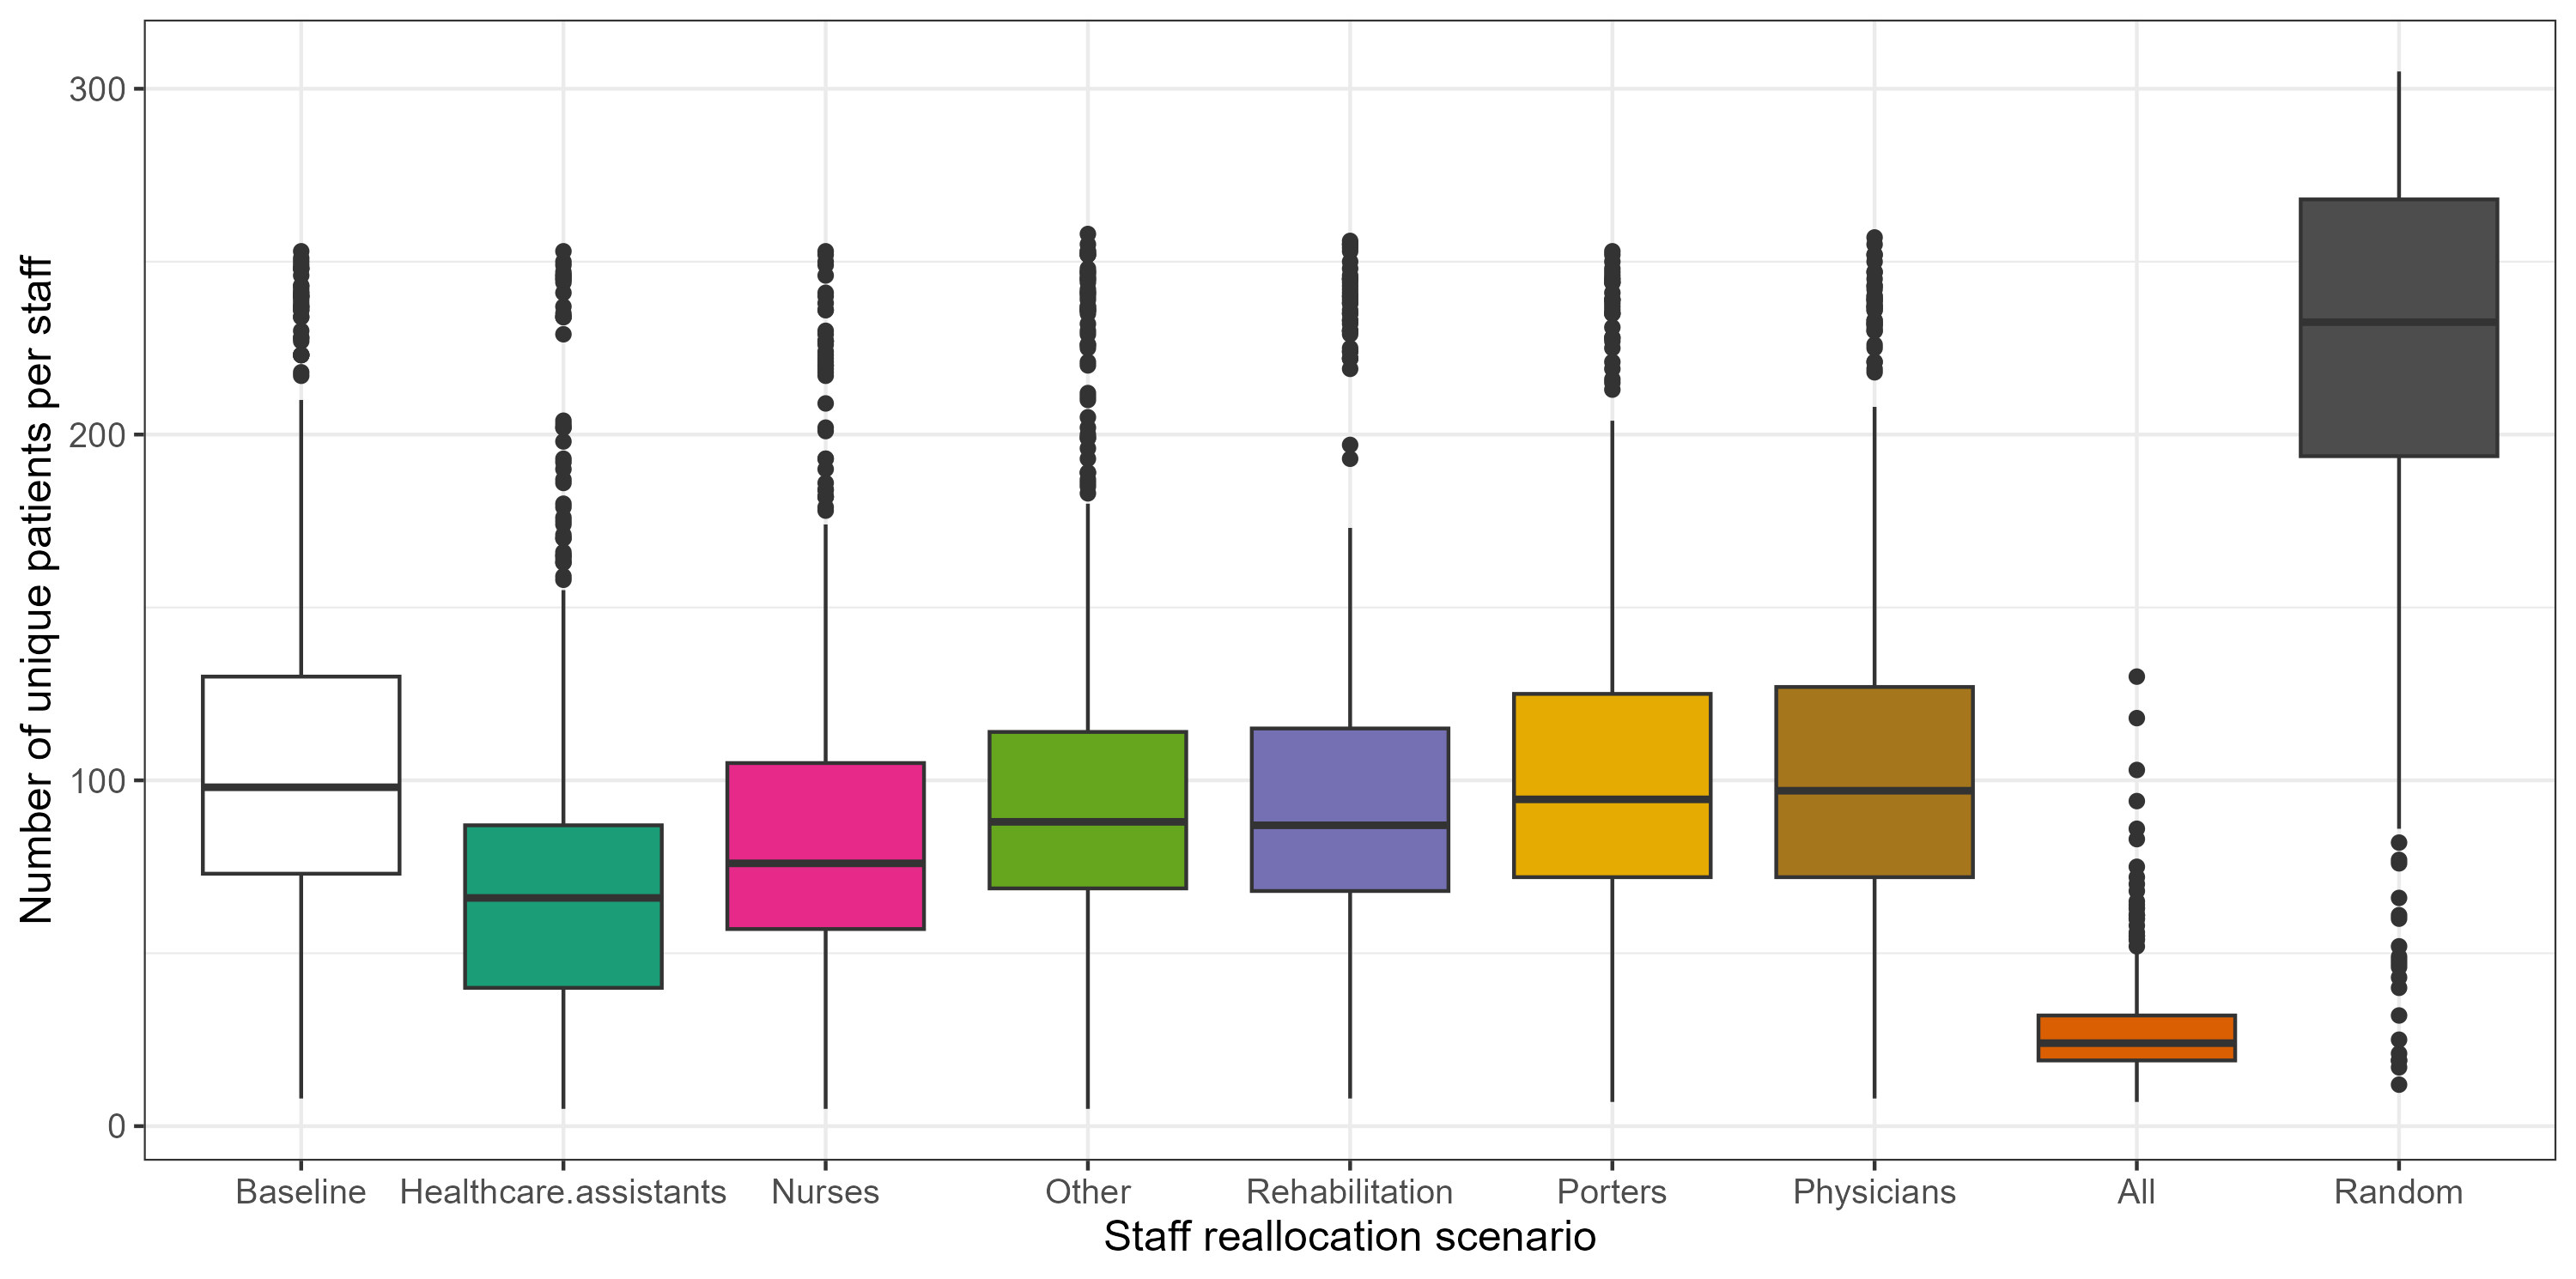 Number of unique patients per staff
300
200
100
0
Baseline Healthcare.assistants Nurses Other Rehabilitation Porters Physicians All Random
Staff reallocation scenario